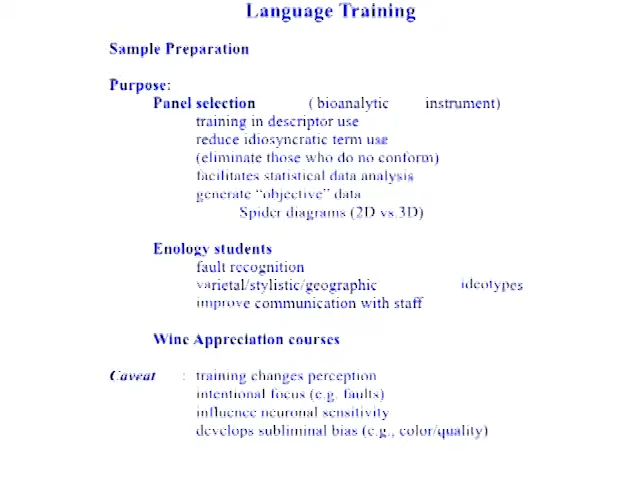 Language Training
Sample Preparation
Purpose:
Panel selection ( bioanalytic instrument)
training in descriptor use
reduce idiosyncratic term use
(eliminate those who do no conform)
facilitates statistical data analysis
generate “objective” data
Spider diagrams (2D vs.3D)
Enology students
fault recognition
varietal/stylistic/geographic ideotypes
improve communication with staff
Wine Appreciation courses
Caveat : training changes perception
intentional focus (e.g. faults)
influence neuronal sensitivity
develops subliminal bias (e.g., color/quality)